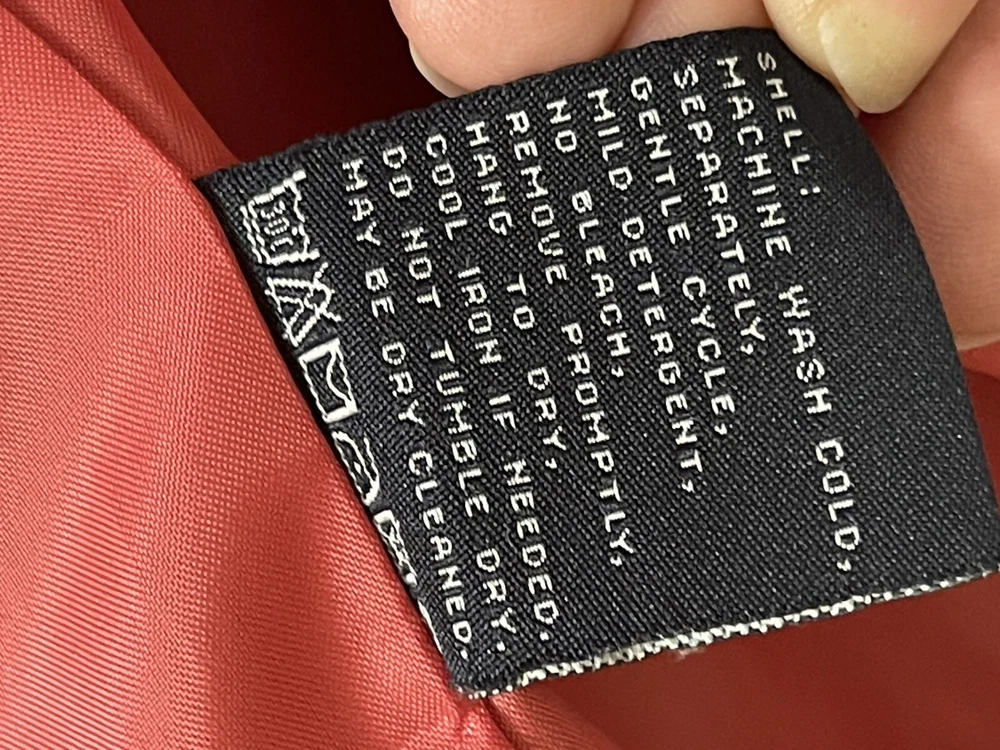 SHELL:
MACHINE WASH COLD,
SEPARATELY,
GENTLE CYCLE,
MILD DETERGENT,
NO BLEACH,
REMOVE PROMPTLY,
HANG TO DRY,
COOL IRON IF NEEDED.
DO NOT TUMBLE DRY.
MAY BE DRY CLEANED.